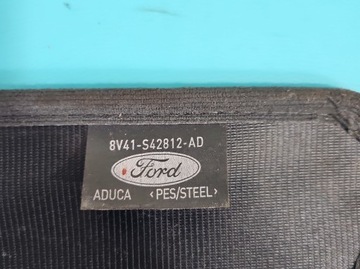 8V41-S42812-AD
Ford
ADUCA <PES/STEEL>